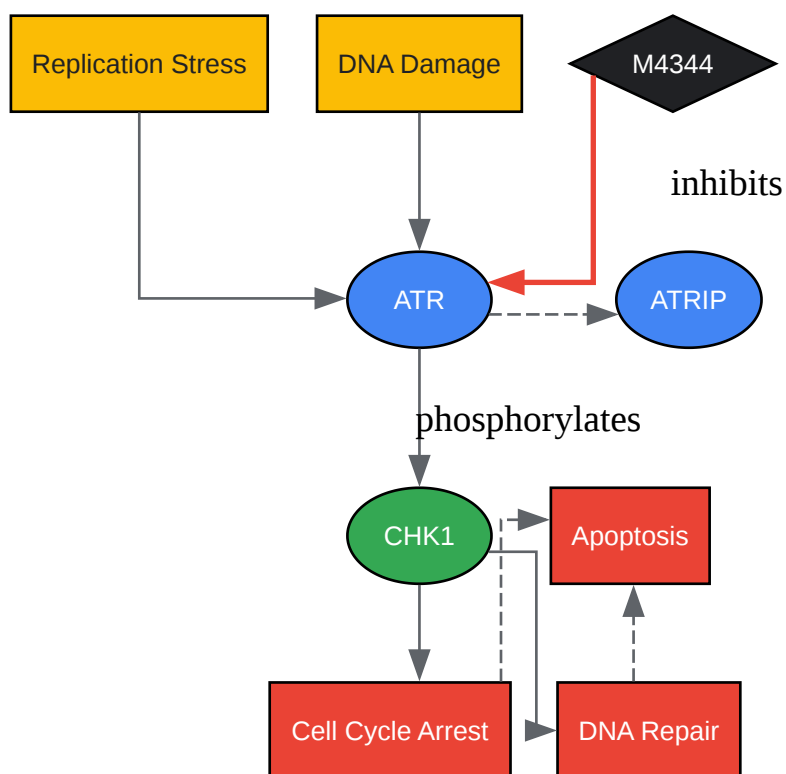 Replication Stress
DNA Damage
M4344
inhibits
ATR
ATRIP
phosphorylates
CHK1
Apoptosis
Cell Cycle Arrest
DNA Repair